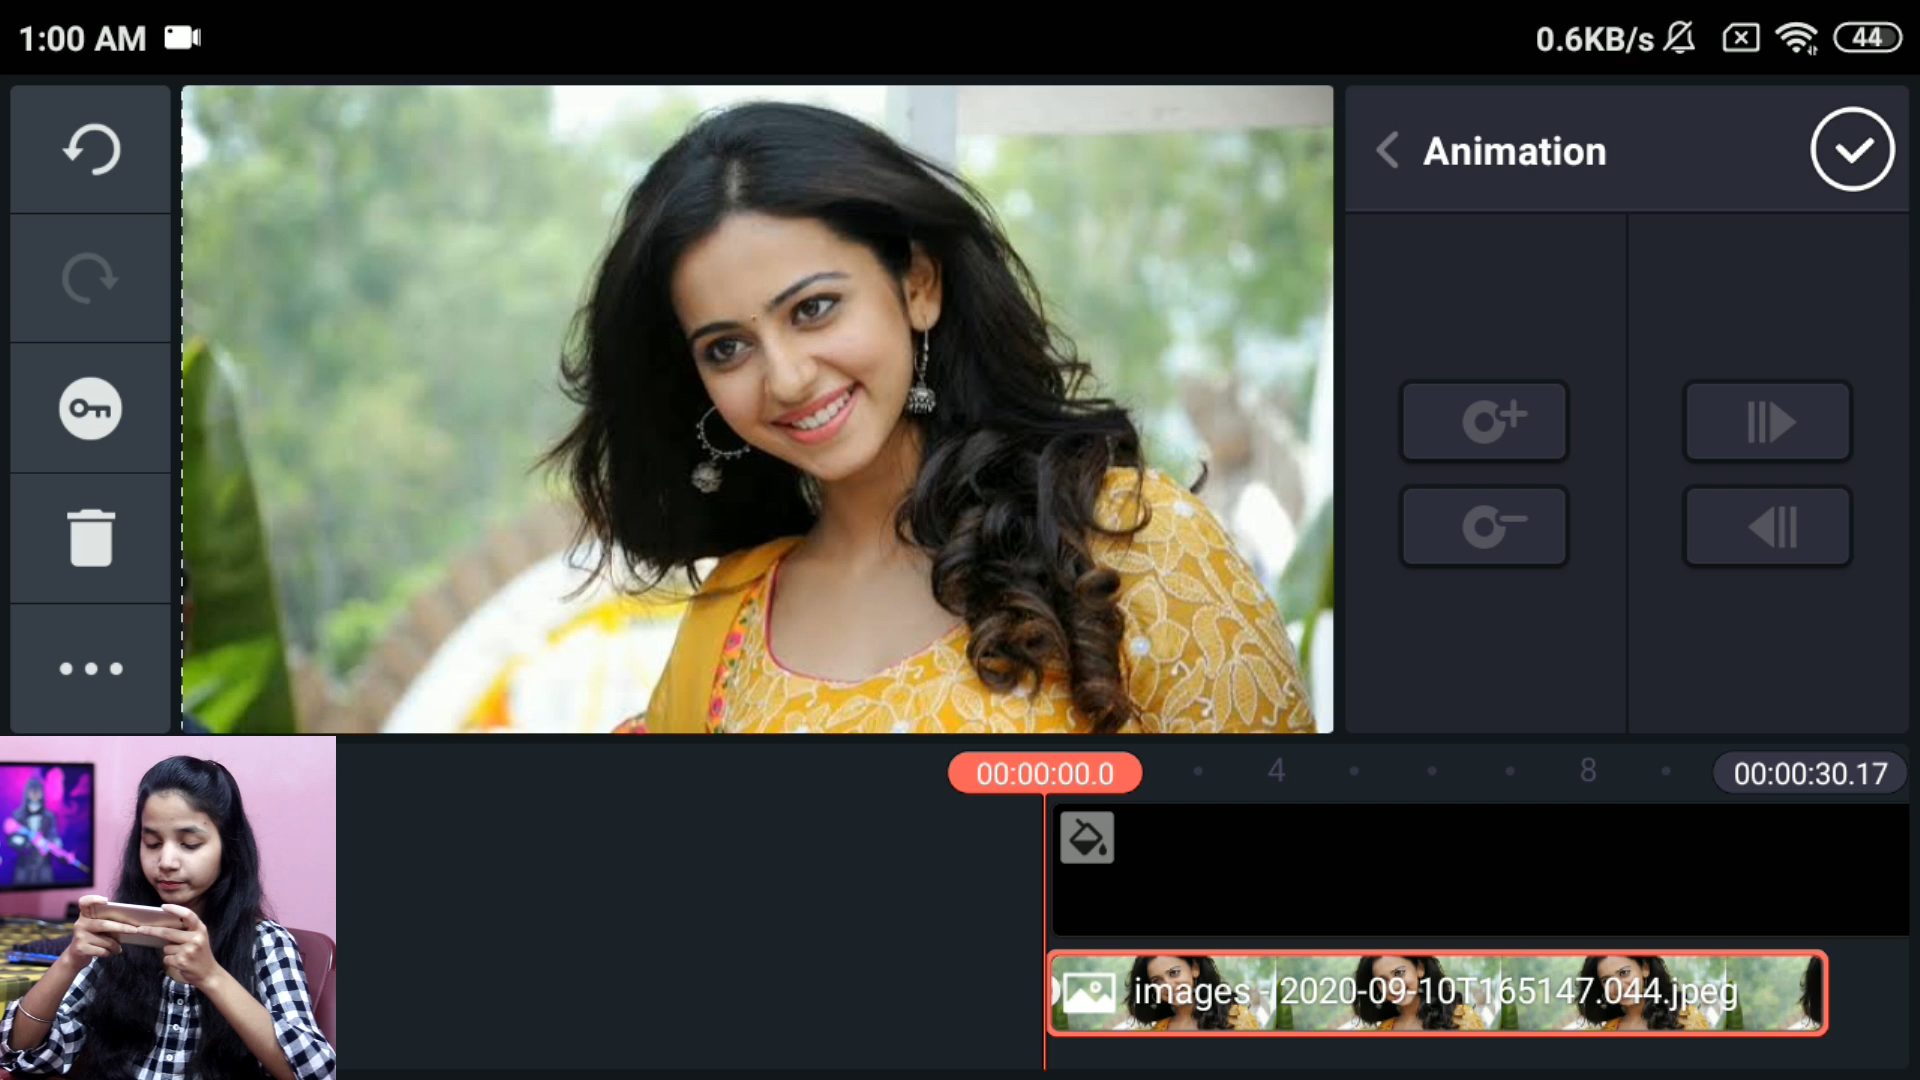 1:00 AM
0.6KB/s
44
Animation
00:00:00.0
4
8
00:00:30.17
images - 2020-09-10T165147.044.jpeg